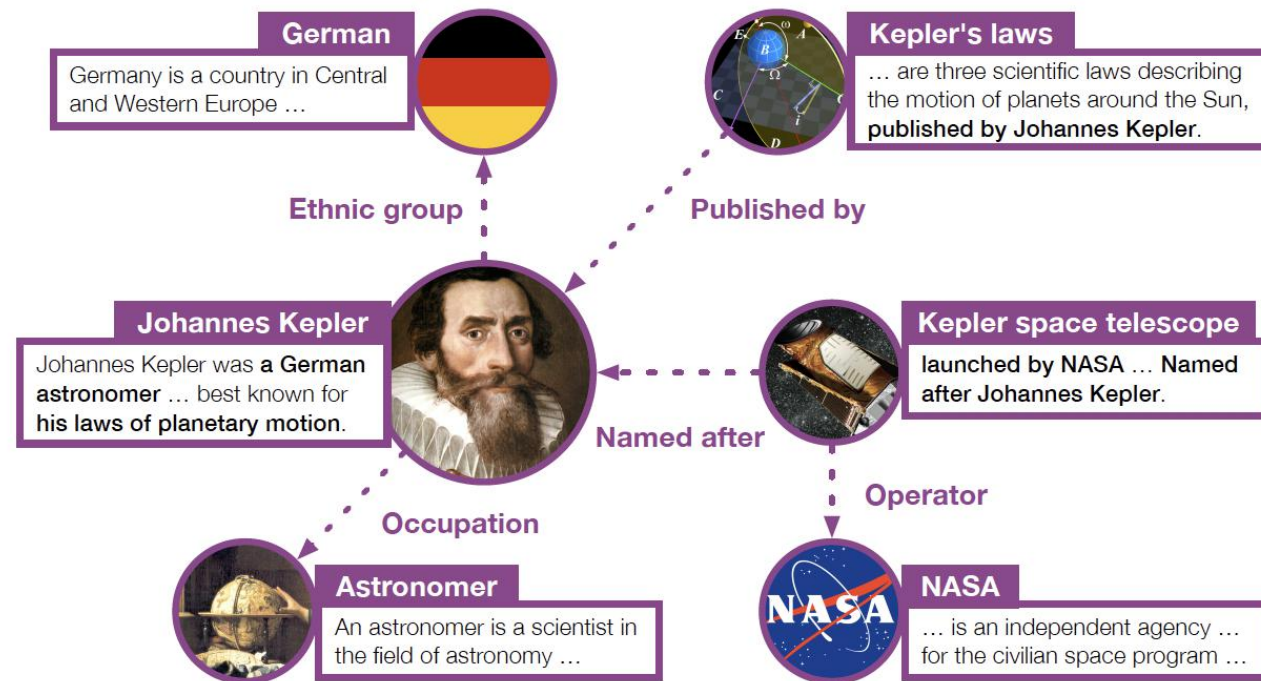 German
Germany is a country in Central
and Western Europe …
Kepler's laws
… are three scientific laws describing
the motion of planets around the Sun,
published by Johannes Kepler.
E
ω
A
B
Ω
C
C
i
D
Ethnic group
Published by
Johannes Kepler
Johannes Kepler was a German
astronomer … best known for
his laws of planetary motion.
Kepler space telescope
launched by NASA … Named
after Johannes Kepler.
Named after
Occupation
Operator
Astronomer
An astronomer is a scientist in
the field of astronomy …
NASA
NASA
… is an independent agency …
for the civilian space program …